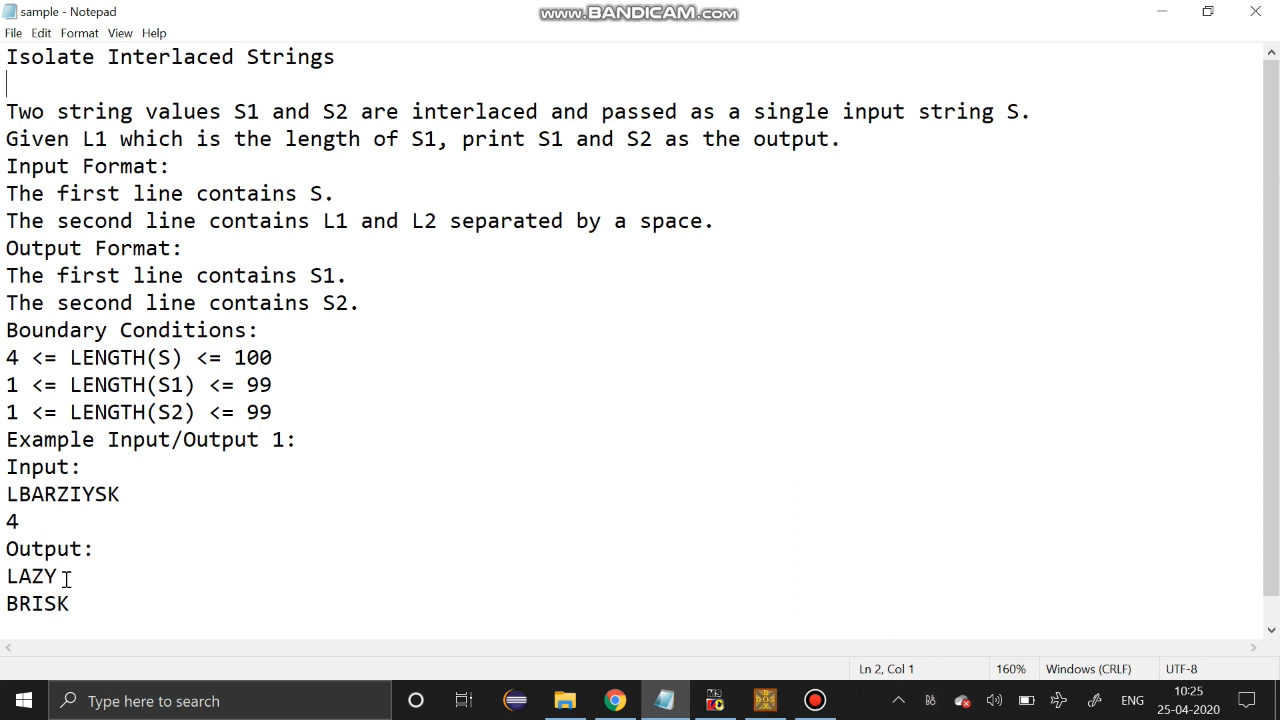 sample - Notepad
www.BANDICAM.com
File Edit Format View Help
Isolate Interlaced Strings
Two string values S1 and S2 are interlaced and passed as a single input string S.
Given L1 which is the length of S1, print S1 and S2 as the output.
Input Format:
The first line contains S.
The second line contains L1 and L2 separated by a space.
Output Format:
The first line contains S1.
The second line contains S2.
Boundary Conditions:
4 <= LENGTH(S) <= 100
1 <= LENGTH(S1) <= 99
1 <= LENGTH(S2) <= 99
Example Input/Output 1:
Input:
LBARZIYSK
4
Output:
LAZY
BRISK
Ln 2, Col 1 160% Windows (CRLF) UTF-8
Type here to search
ENG
10:25
25-04-2020